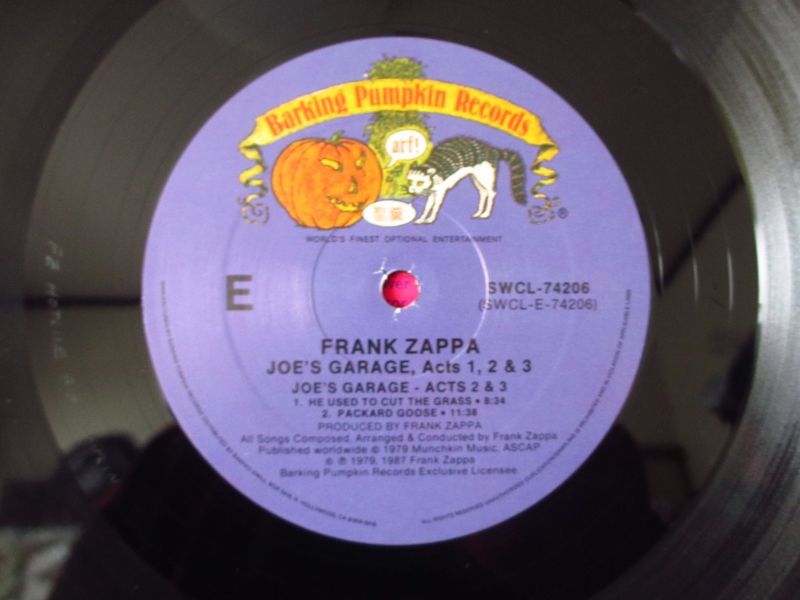 Barking Pumpkin Records
arf!
聖袋
®
WORLD'S FINEST OPTIONAL ENTERTAINMENT
E
SWCL-74206
(SWCL-E-74206)
FRANK ZAPPA
JOE'S GARAGE, Acts 1, 2 & 3
JOE'S GARAGE - ACTS 2 & 3
1. HE USED TO CUT THE GRASS • 8:34
2. PACKARD GOOSE • 11:38
PRODUCED BY FRANK ZAPPA
All Songs Composed, Arranged & Conducted by Frank Zappa
Published worldwide © 1979 Munchkin Music, ASCAP
© ℗ 1979, 1987 Frank Zappa
Barking Pumpkin Records Exclusive Licensee.